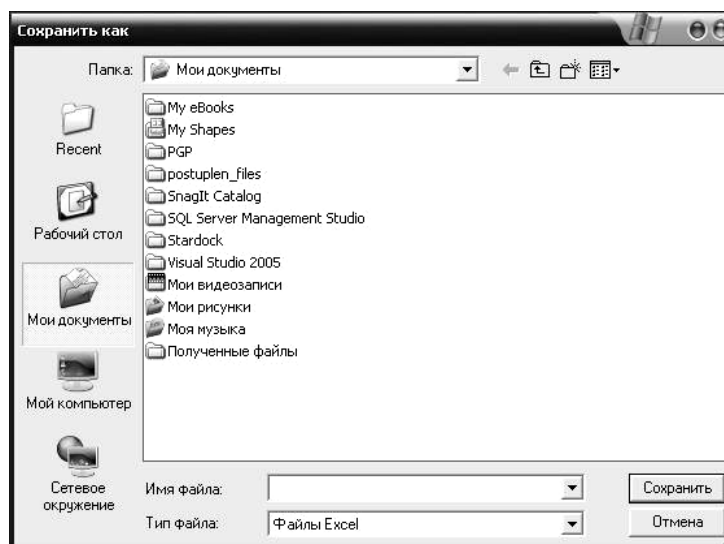 Сохранить как
Папка:
Мои документы
Recent
Рабочий стол
Мои документы
Мой компьютер
Сетевое
окружение
My eBooks
My Shapes
PGP
postuplen_files
SnagIt Catalog
SQL Server Management Studio
Stardock
Visual Studio 2005
Мои видеозаписи
Мои рисунки
Моя музыка
Полученные файлы
Имя файла:
Сохранить
Тип файла:
Файлы Excel
Отмена